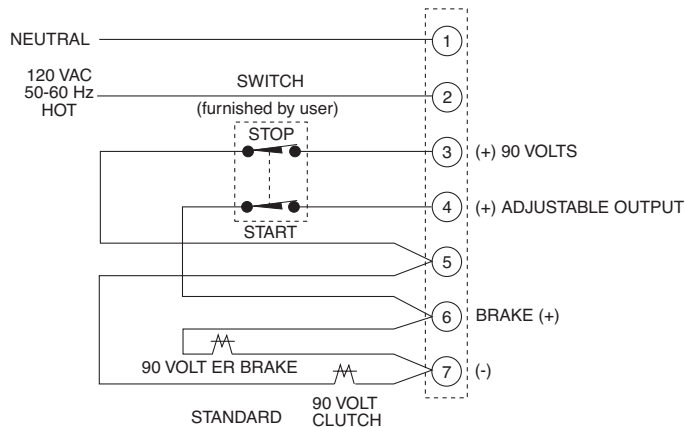 NEUTRAL
1
120 VAC
50-60 Hz
HOT
SWITCH
2
(furnished by user)
STOP
3
(+) 90 VOLTS
4
(+) ADJUSTABLE OUTPUT
START
5
6
BRAKE (+)
90 VOLT ER BRAKE
7
(-)
STANDARD
90 VOLT
CLUTCH